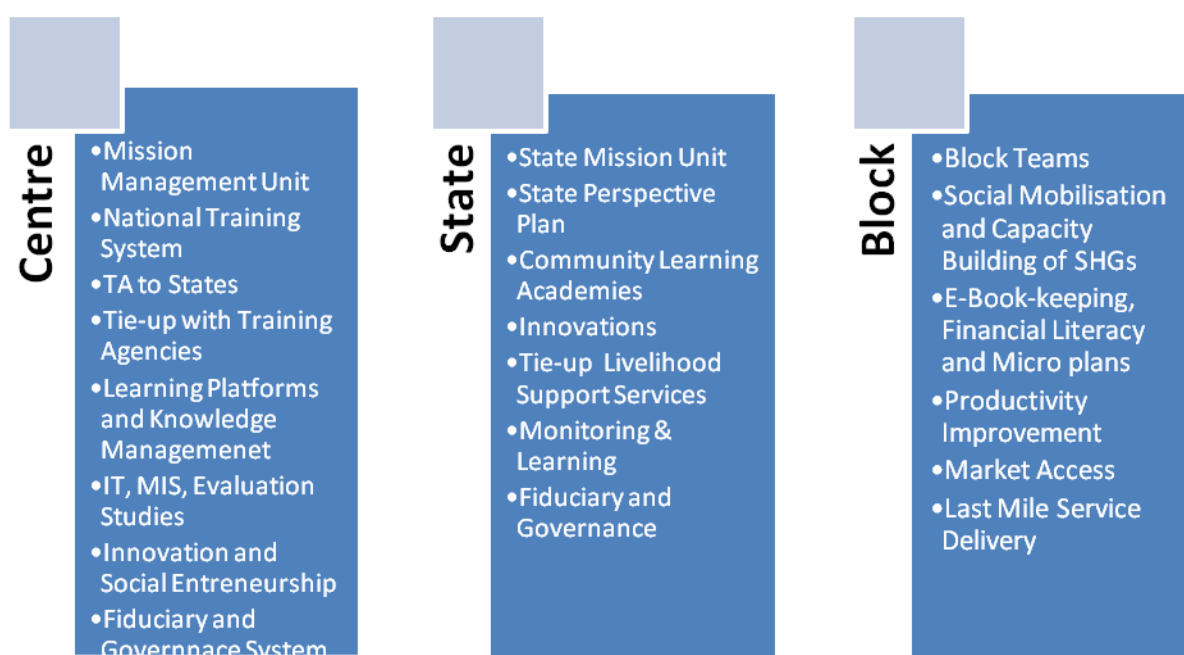 Centre
•Mission
Management Unit
•National Training
System
•TA to States
•Tie-up with Training
Agencies
•Learning Platforms
and Knowledge
Managemenet
•IT, MIS, Evaluation
Studies
•Innovation and
Social Entreneurship
•Fiduciary and
Governnace System
State
•State Mission Unit
•State Perspective
Plan
•Community Learning
Academies
•Innovations
•Tie-up Livelihood
Support Services
•Monitoring &
Learning
•Fiduciary and
Governance
Block
•Block Teams
•Social Mobilisation
and Capacity
Building of SHGs
•E-Book-keeping,
Financial Literacy
and Micro plans
•Productivity
Improvement
•Market Access
•Last Mile Service
Delivery